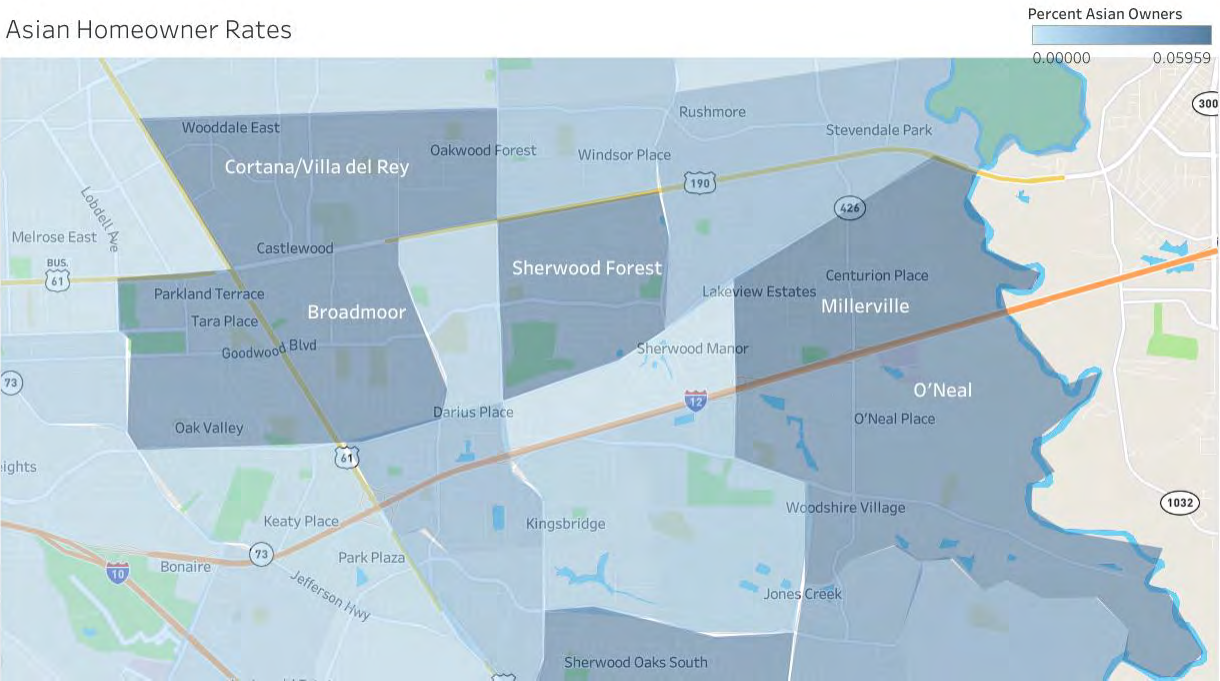 Asian Homeowner Rates
Percent Asian Owners
0.00000 0.05959
300
Rushmore
Wooddale East
Stevendale Park
Oakwood Forest
Windsor Place
Cortana/Villa del Rey
190
Lobdell Ave
426
Melrose East
Castlewood
BUS.
61
Sherwood Forest
Centurion Place
Parkland Terrace
Lakeview Estates
Broadmoor
Millerville
Tara Place
Goodwood Blvd
Sherwood Manor
73
O'Neal
12
Darius Place
O'Neal Place
Oak Valley
61
eights
1032
Woodshire Village
Keaty Place
Kingsbridge
73
Park Plaza
Bonaire
10
Jefferson Hwy
Jones Creek
Sherwood Oaks South